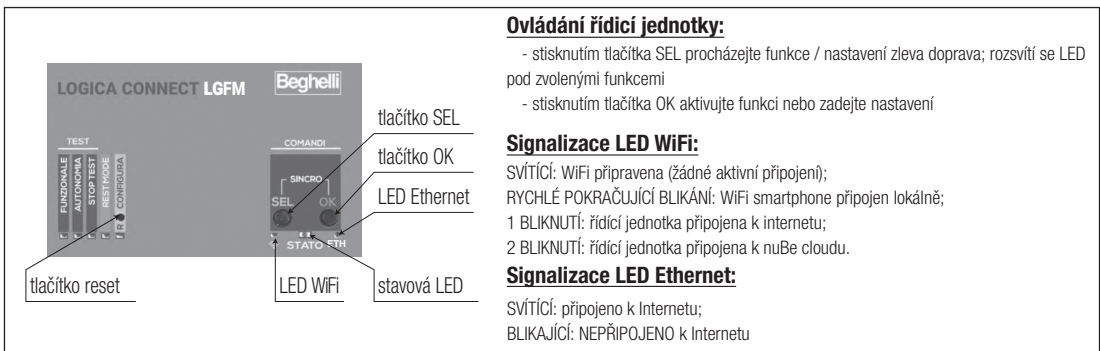 LOGICA CONNECT LGFM
Beghelli
TEST
FUNZIONALE
AUTONOMIA
STOP TEST
REST MODE
R CONFIGURA
COMANDI
SINCRO
SEL OK
STATO ETH
tlačítko SEL
tlačítko OK
LED Ethernet
tlačítko reset
LED WiFi
stavová LED
Ovládání řídicí jednotky:
- stisknutím tlačítka SEL procházejte funkce / nastavení zleva doprava; rozsvítí se LED
pod zvolenými funkcemi
- stisknutím tlačítka OK aktivujte funkci nebo zadejte nastavení
Signalizace LED WiFi:
SVÍTÍCÍ: WiFi připravena (žádné aktivní připojení);
RYCHLÉ POKRAČUJÍCÍ BLIKÁNÍ: WiFi smartphone připojen lokálně;
1 BLIKNUTÍ: řídící jednotka připojena k internetu;
2 BLIKNUTÍ: řídící jednotka připojena k nuBe cloudu.
Signalizace LED Ethernet:
SVÍTÍCÍ: připojeno k Internetu;
BLIKAJÍCÍ: NEPŘIPOJENO k Internetu